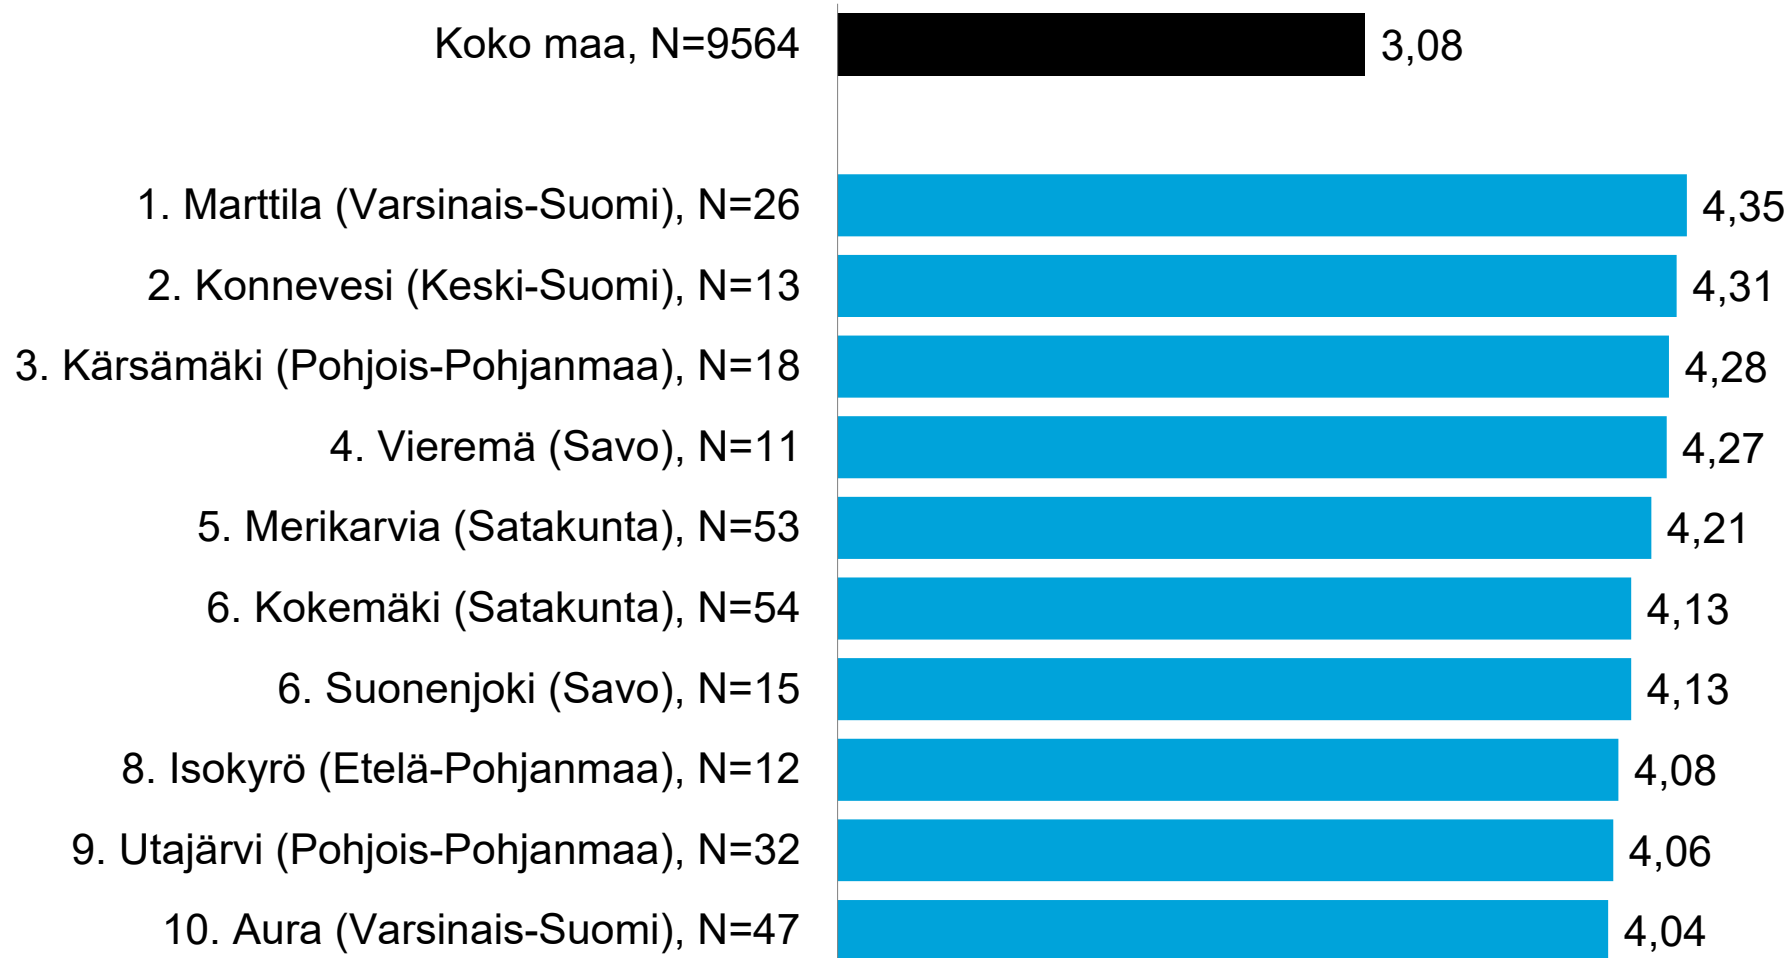 Koko maa, N=9564 3,08
1. Marttila (Varsinais-Suomi), N=26 4,35
2. Konnevesi (Keski-Suomi), N=13 4,31
3. Kärsämäki (Pohjois-Pohjanmaa), N=18 4,28
4. Vieremä (Savo), N=11 4,27
5. Merikarvia (Satakunta), N=53 4,21
6. Kokemäki (Satakunta), N=54 4,13
6. Suonenjoki (Savo), N=15 4,13
8. Isokyrö (Etelä-Pohjanmaa), N=12 4,08
9. Utajärvi (Pohjois-Pohjanmaa), N=32 4,06
10. Aura (Varsinais-Suomi), N=47 4,04